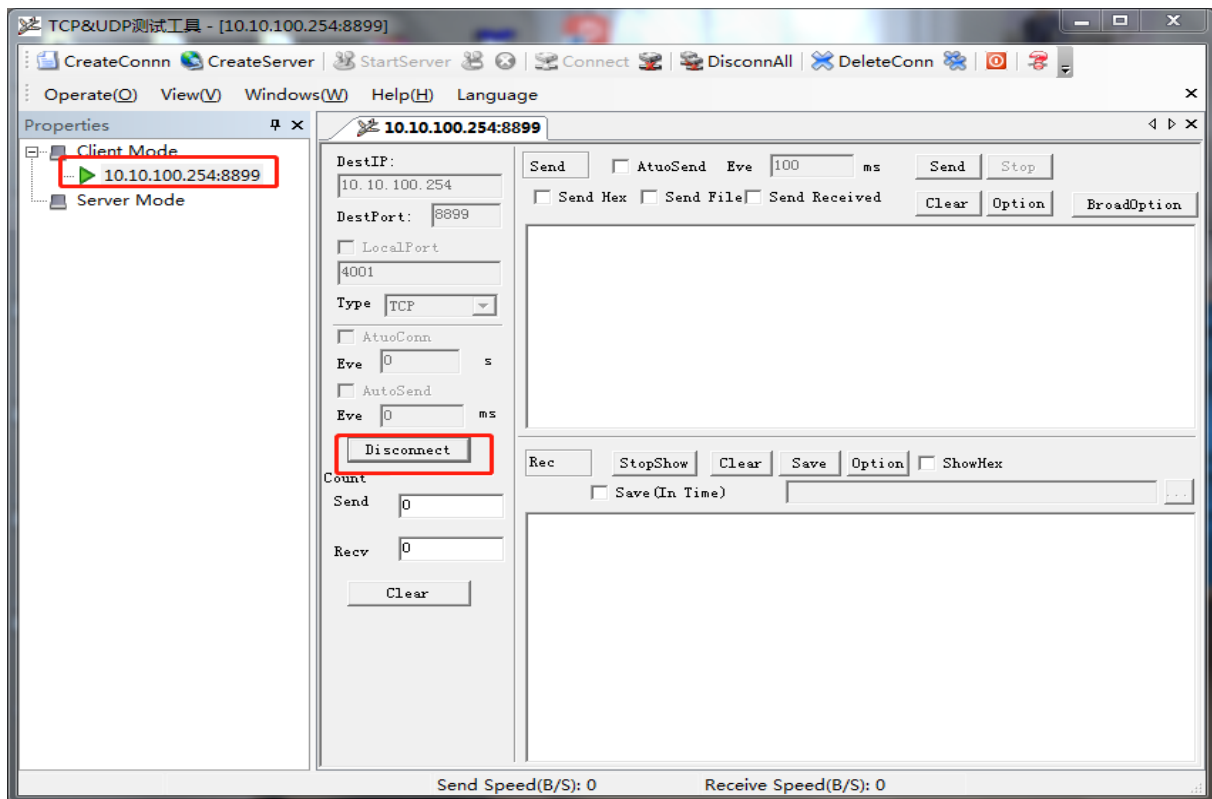 TCP&UDP测试工具 - [10.10.100.254:8899]
CreateConnn CreateServer StartServer Connect DisconnAll DeleteConn
Operate(O) View(V) Windows(W) Help(H) Language
Properties
Client Mode
10.10.100.254:8899
Server Mode
10.10.100.254:8899
DestIP:
10.10.100.254
DestPort: 8899
LocalPort
4001
Type TCP
AtuoConn
Eve 0 s
AutoSend
Eve 0 ms
Disconnect
Count
Send 0
Recv 0
Clear
Send AtuoSend Eve 100 ms Send Stop
Send Hex Send File Send Received Clear Option BroadOption
Rec StopShow Clear Save Option ShowHex
Save(In Time) ...
Send Speed(B/S): 0 Receive Speed(B/S): 0